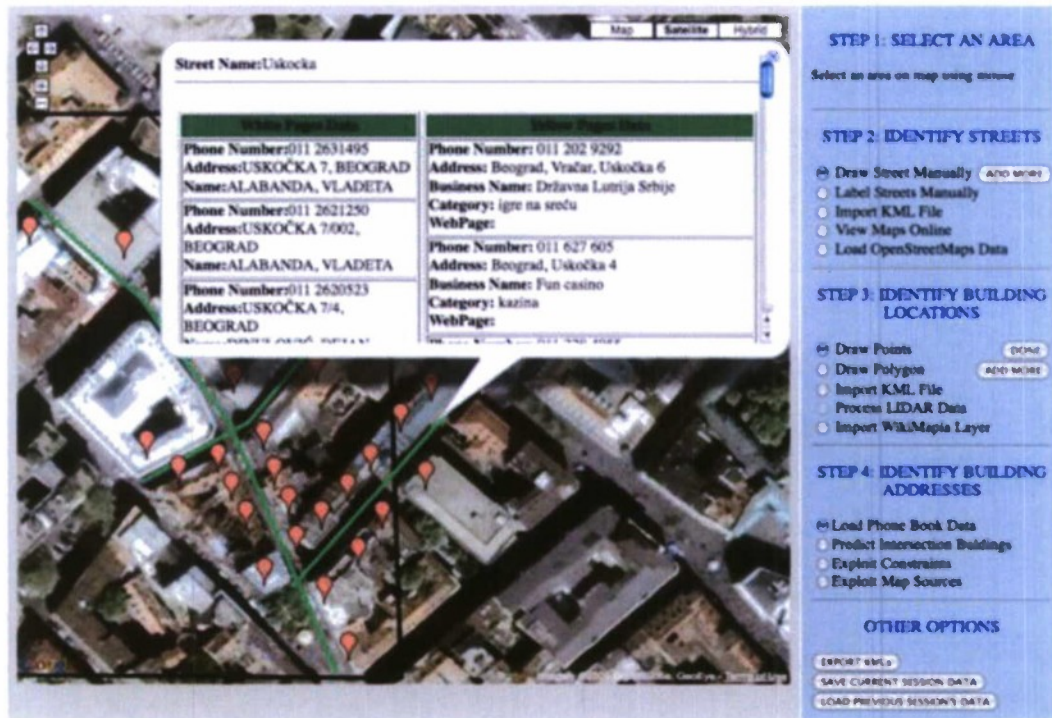 Map Satellite Hybrid
Street Name:Uskocka
White Pages Data
Phone Number:011 2631495
Address:USKOČKA 7, BEOGRAD
Name:ALABANDA, VLADETA
Phone Number:011 2621250
Address:USKOČKA 7/002,
BEOGRAD
Name:ALABANDA, VLADETA
Phone Number:011 2620523
Address:USKOČKA 7/4,
BEOGRAD
Yellow Pages Data
Phone Number: 011 202 9292
Address: Beograd, Vračar, Uskočka 6
Business Name: Državna Lutrija Srbije
Category: igre na sreću
WebPage:
Phone Number: 011 627 605
Address: Beograd, Uskočka 4
Business Name: Fun casino
Category: kazina
WebPage:
STEP 1: SELECT AN AREA
Select an area on map using mouse
STEP 2: IDENTIFY STREETS
Draw Street Manually ADD MORE
Label Streets Manually
Import KML File
View Maps Online
Load OpenStreetMaps Data
STEP 3: IDENTIFY BUILDING
LOCATIONS
Draw Points DONE
Draw Polygon ADD MORE
Import KML File
Process LIDAR Data
Import WikiMapia Layer
STEP 4: IDENTIFY BUILDING
ADDRESSES
Load Phone Book Data
Predict Intersection Buildings
Exploit Constraints
Exploit Map Sources
OTHER OPTIONS
EXPORT KMLs
SAVE CURRENT SESSION DATA
LOAD PREVIOUS SESSION'S DATA